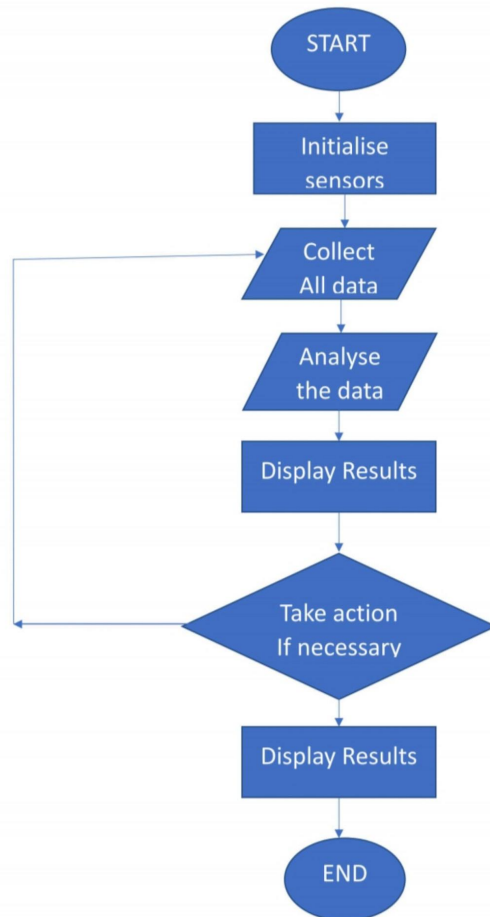 START
Initialise
sensors
Collect
All data
Analyse
the data
Display Results
Take action
If necessary
Display Results
END